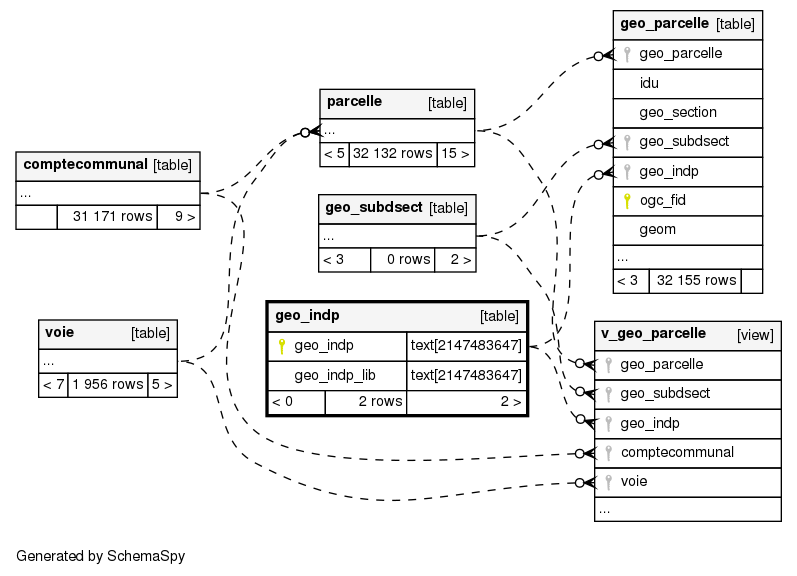 geo_parcelle [table]
geo_parcelle
idu
geo_section
geo_subdsect
geo_indp
ogc_fid
geom
...
< 3 32 155 rows
parcelle [table]
...
< 5 32 132 rows 15 >
comptecommunal [table]
...
31 171 rows 9 >
geo_subdsect [table]
...
< 3 0 rows 2 >
voie [table]
...
< 7 1 956 rows 5 >
geo_indp [table]
geo_indp text[2147483647]
geo_indp_lib text[2147483647]
< 0 2 rows 2 >
v_geo_parcelle [view]
geo_parcelle
geo_subdsect
geo_indp
comptecommunal
voie
...
Generated by SchemaSpy